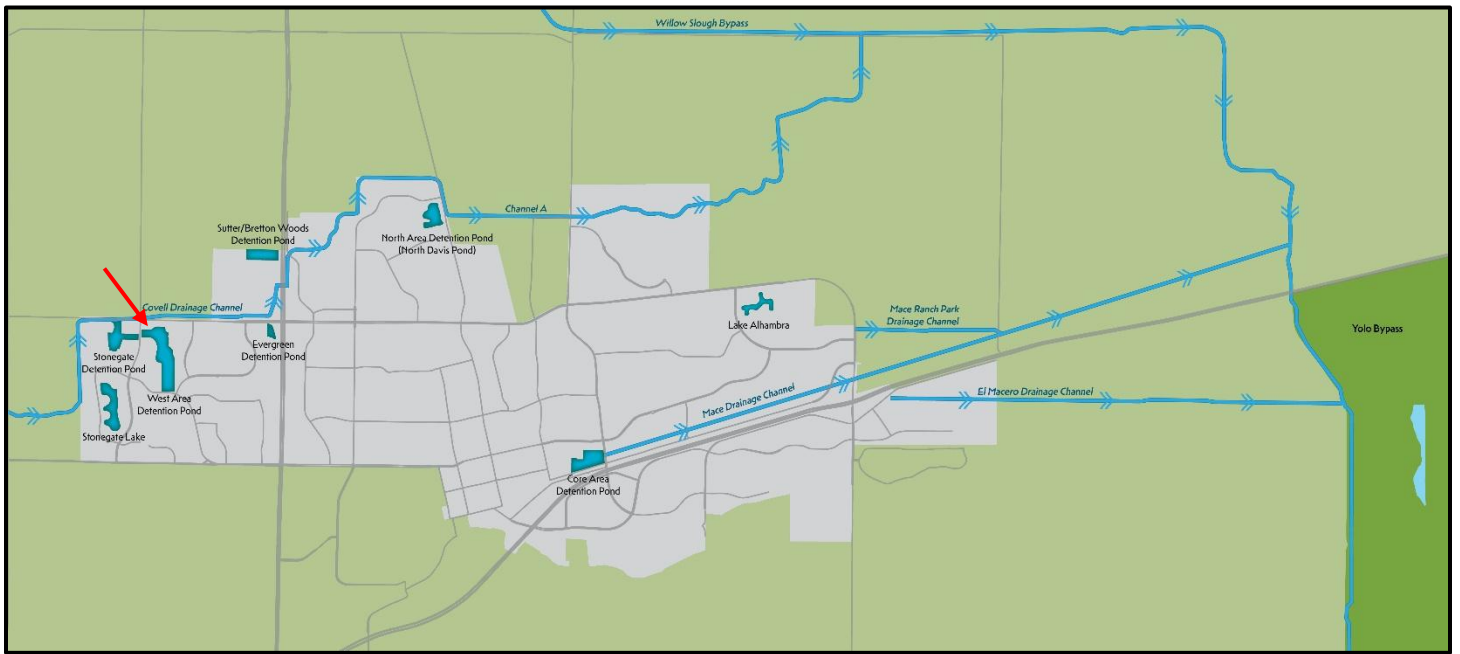 Willow Slough Bypass
Channel A
Sutter/Bretton Woods
Detention Pond
North Area Detention Pond
(North Davis Pond)
Covell Drainage Channel
Mace Ranch Park
Drainage Channel
Lake Alhambra
Yolo Bypass
Evergreen
Detention Pond
Stonegate
Detention Pond
West Area
Detention Pond
Mace Drainage Channel
El Macero Drainage Channel
Stonegate Lake
Core Area
Detention Pond